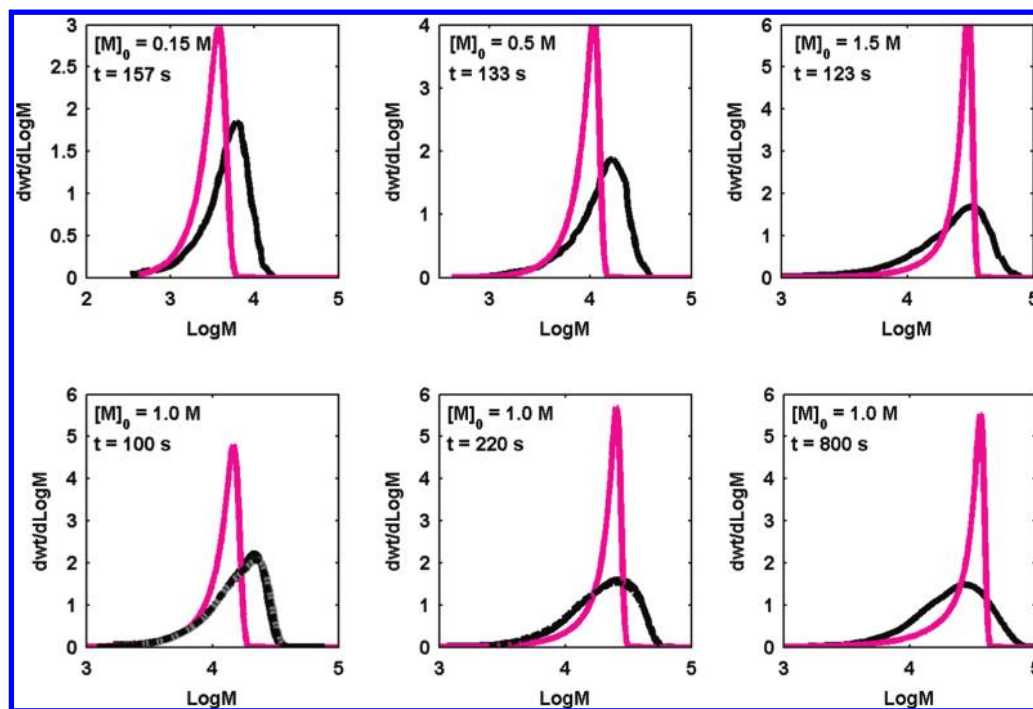 [M]0 = 0.15 M
t = 157 s
dwt/dLogM
3
2.5
2
1.5
1
0.5
0
2 3 4 5
LogM
[M]0 = 0.5 M
t = 133 s
dwt/dLogM
4
3
2
1
0
3 4 5
LogM
[M]0 = 1.5 M
t = 123 s
dwt/dLogM
6
5
4
3
2
1
0
3 4 5
LogM
[M]0 = 1.0 M
t = 100 s
dwt/dLogM
6
5
4
3
2
1
0
3 4 5
LogM
[M]0 = 1.0 M
t = 220 s
dwt/dLogM
6
5
4
3
2
1
0
3 4 5
LogM
[M]0 = 1.0 M
t = 800 s
dwt/dLogM
6
5
4
3
2
1
0
3 4 5
LogM